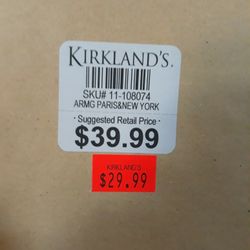 KIRKLAND'S.
SKU# 11-108074
ARMG PARIS&NEW YORK
· Suggested Retail Price ·
$39.99
KIRKLAND'S
$29.99